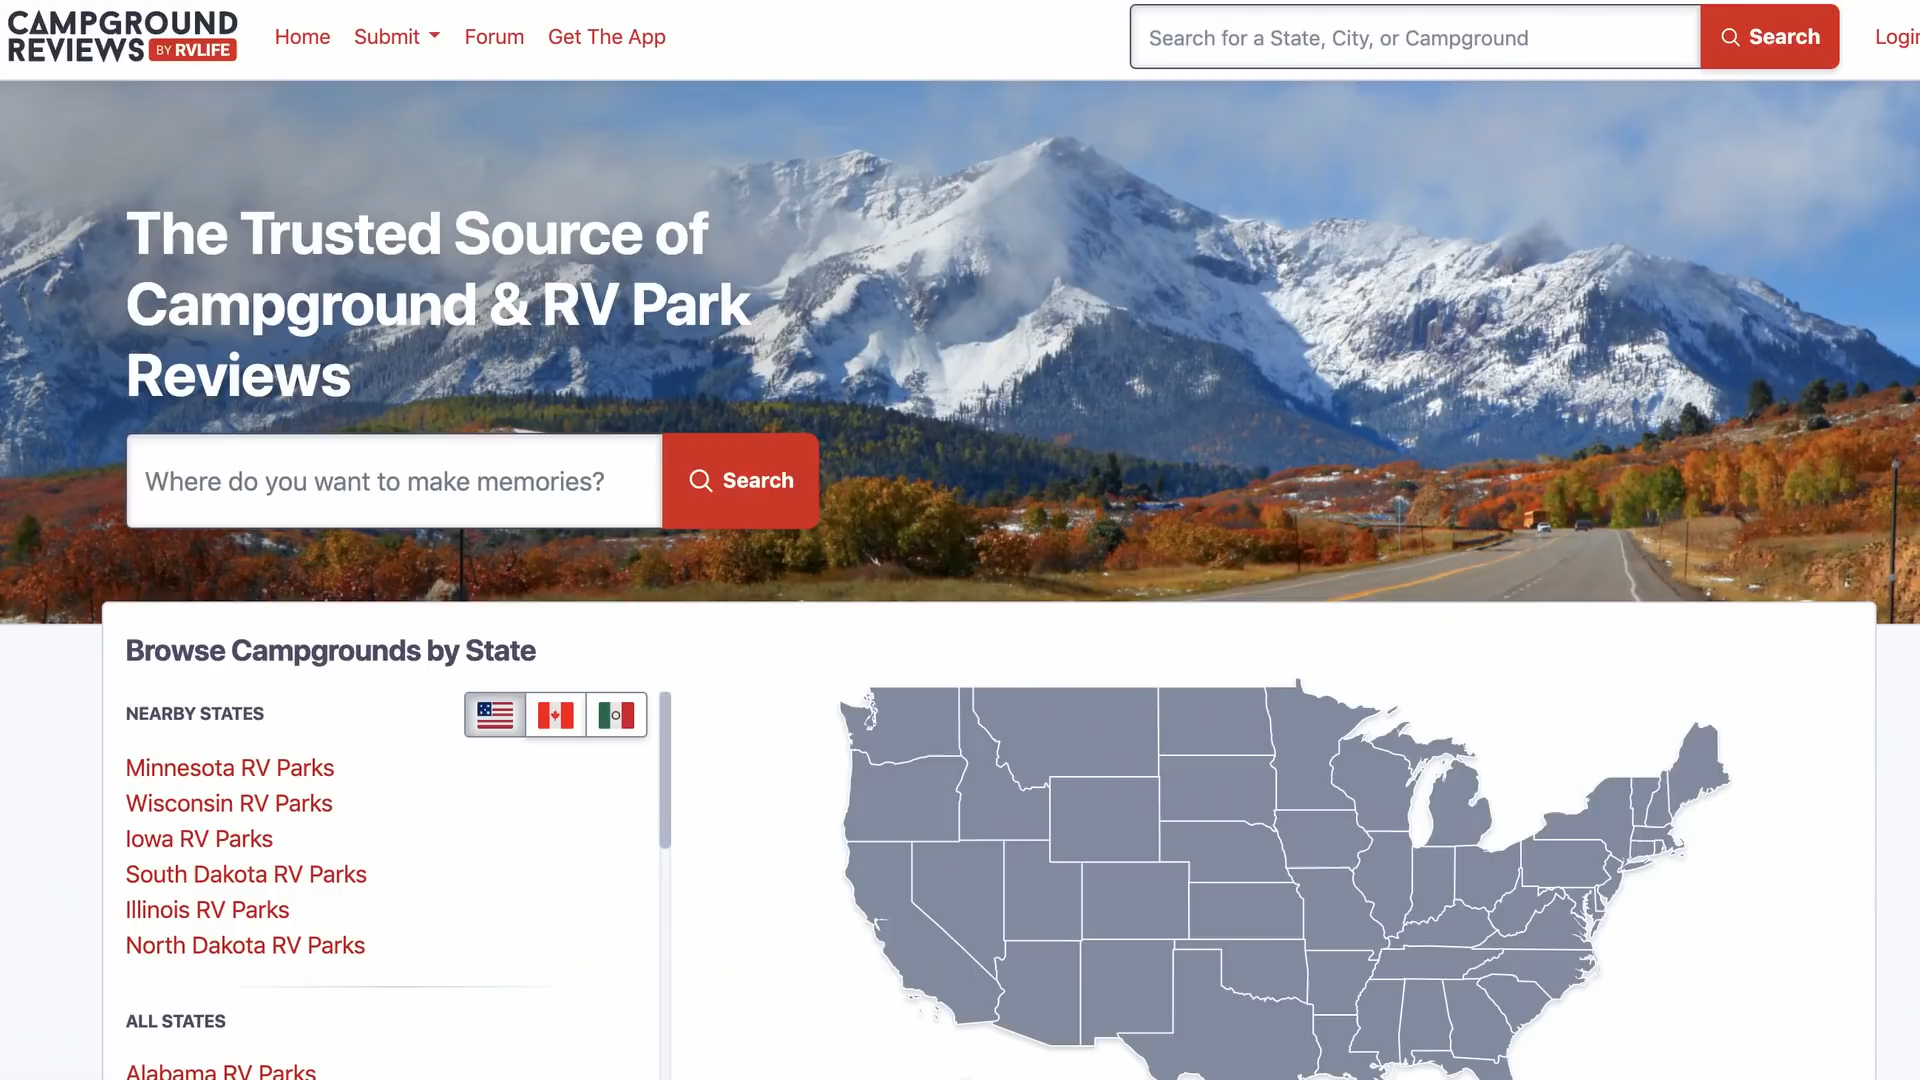 CAMPGROUND
REVIEWS BY RVLIFE
Home Submit Forum Get The App
Search for a State, City, or Campground
Search
Login
The Trusted Source of
Campground & RV Park
Reviews
Where do you want to make memories?
Search
Browse Campgrounds by State
NEARBY STATES
Minnesota RV Parks
Wisconsin RV Parks
Iowa RV Parks
South Dakota RV Parks
Illinois RV Parks
North Dakota RV Parks
ALL STATES
Alabama RV Parks